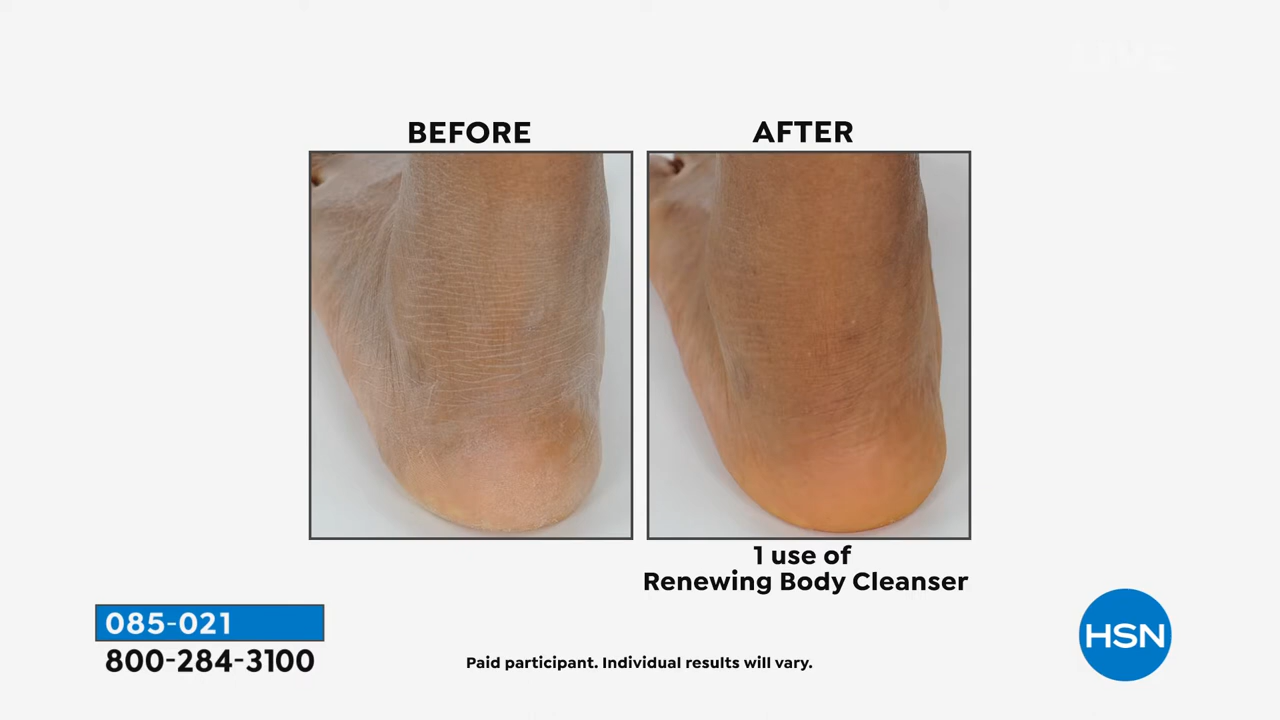 LIVE
BEFORE
AFTER
1 use of
Renewing Body Cleanser
085-021
800-284-3100
Paid participant. Individual results will vary.
HSN